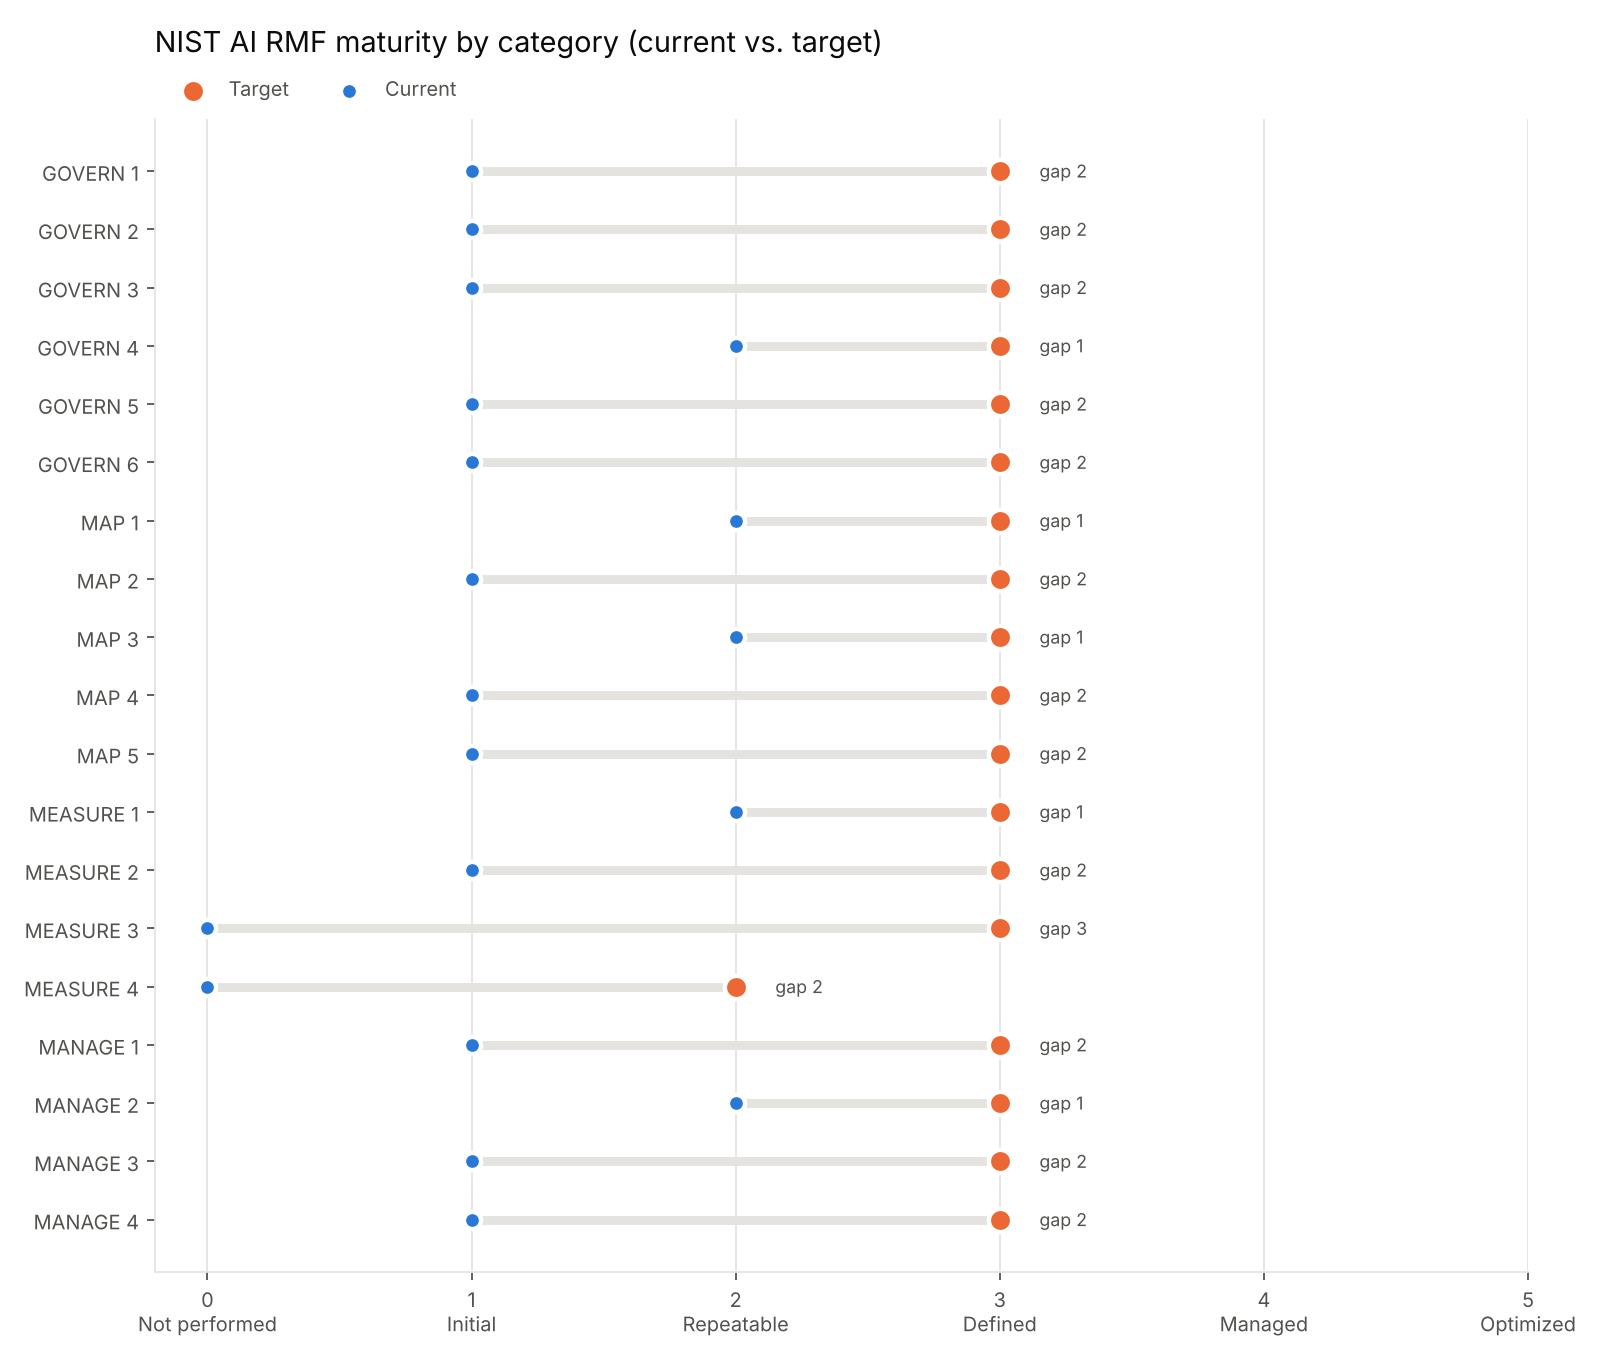 NIST AI RMF maturity by category (current vs. target)
Target Current
GOVERN 1 gap 2
GOVERN 2 gap 2
GOVERN 3 gap 2
GOVERN 4 gap 1
GOVERN 5 gap 2
GOVERN 6 gap 2
MAP 1 gap 1
MAP 2 gap 2
MAP 3 gap 1
MAP 4 gap 2
MAP 5 gap 2
MEASURE 1 gap 1
MEASURE 2 gap 2
MEASURE 3 gap 3
MEASURE 4 gap 2
MANAGE 1 gap 2
MANAGE 2 gap 1
MANAGE 3 gap 2
MANAGE 4 gap 2
0 1 2 3 4 5
Not performed Initial Repeatable Defined Managed Optimized